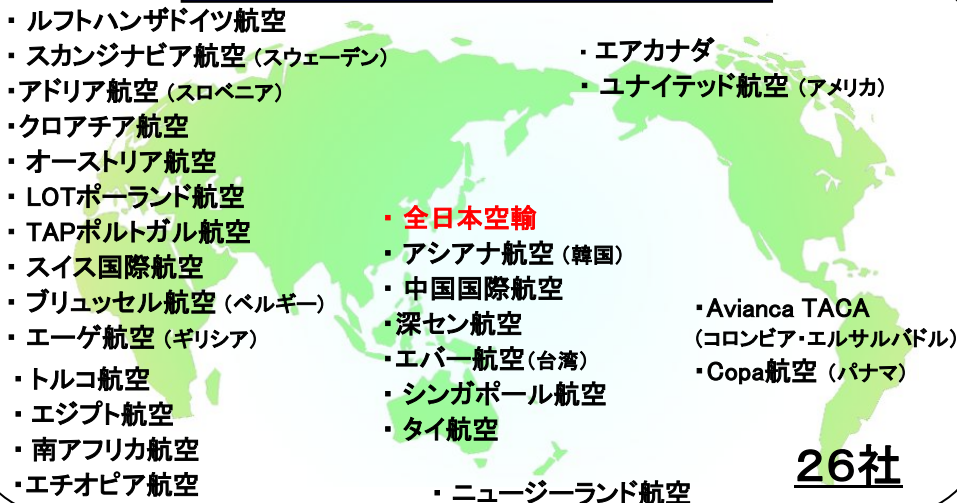 ・ ルフトハンザドイツ航空
・ スカンジナビア航空（スウェーデン）
・アドリア航空（スロベニア）
・クロアチア航空
・ オーストリア航空
・ LOTポーランド航空
・ TAPポルトガル航空
・ スイス国際航空
・ ブリュッセル航空（ベルギー）
・ エーゲ航空（ギリシア）
・トルコ航空
・ エジプト航空
・ 南アフリカ航空
・エチオピア航空
・ エアカナダ
・ ユナイテッド航空（アメリカ）
・ 全日本空輸
・ アシアナ航空（韓国）
・ 中国国際航空
・深セン航空
・エバー航空（台湾）
・ シンガポール航空
・ タイ航空
・ ニュージーランド航空
・Avianca TACA
（コロンビア・エルサルバドル）
・Copa航空（パナマ）
２６社